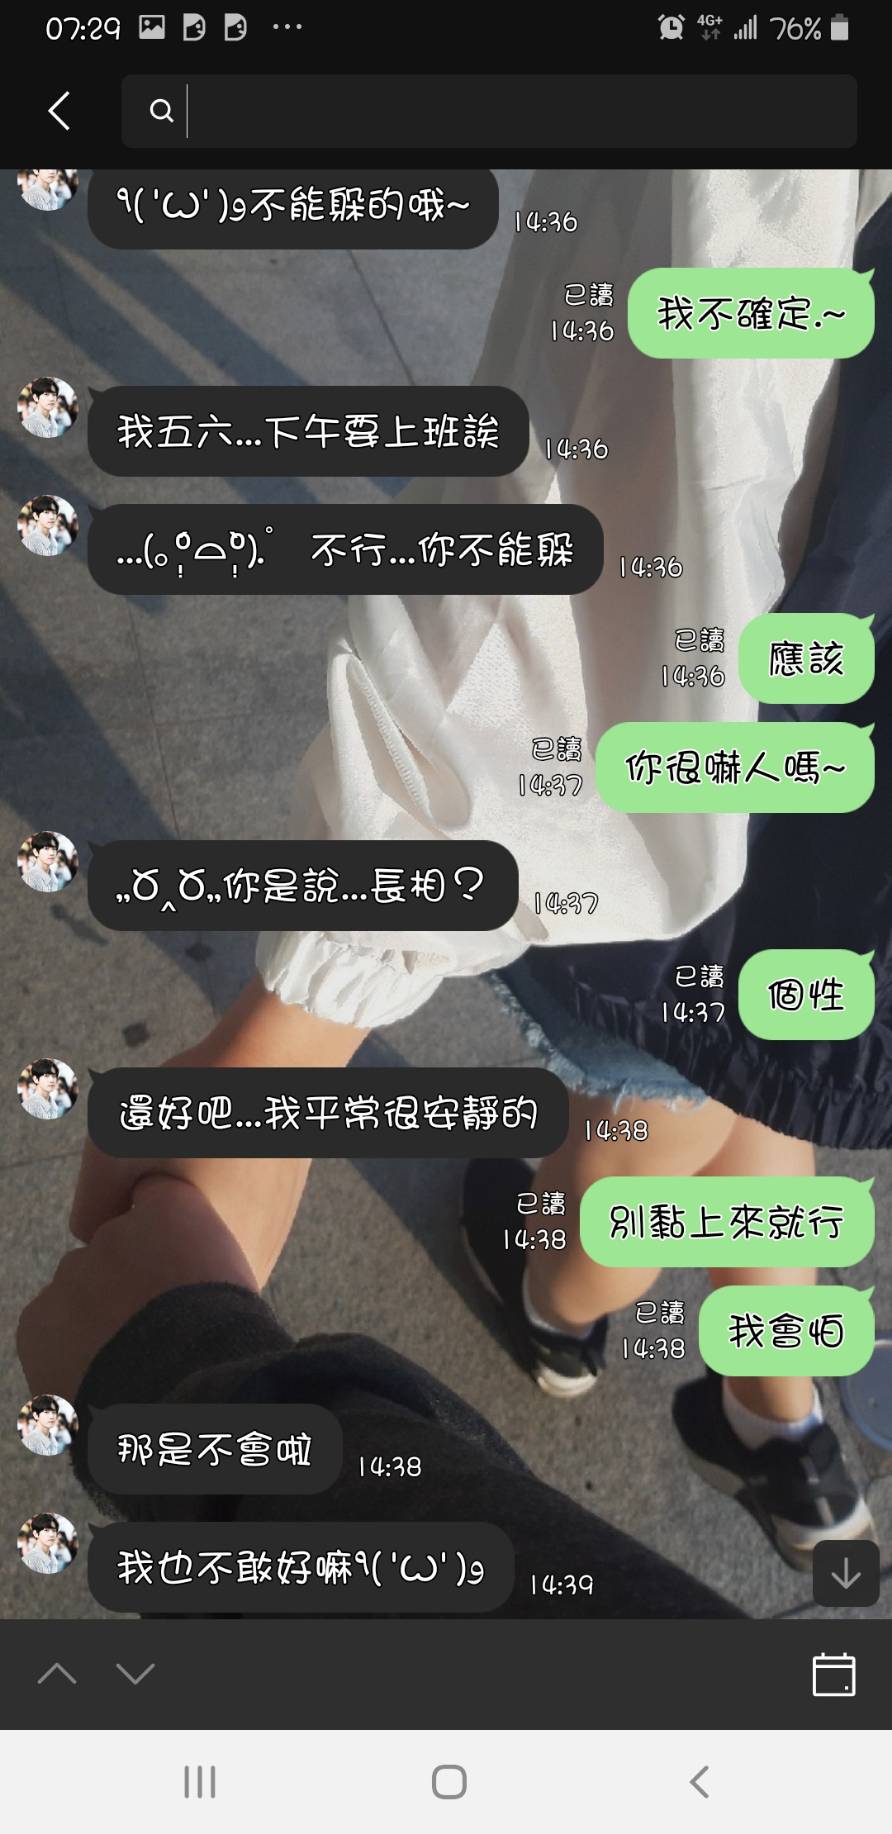 07:29 ... 4G+ 76%
٩( 'ω' )و不能躲的哦~
14:36
已讀
14:36
我不確定.~
我五六...下午要上班誒
14:36
...(｡ŏ̥̥̥̥םŏ̥̥̥̥).ﾟ 不行...你不能躲
14:36
已讀
14:36
應該
已讀
14:37
你很嚇人嗎~
„ಠ‸ಠ„你是說...長相？
14:37
已讀
14:37
個性
還好吧...我平常很安靜的
14:38
已讀
14:38
別黏上來就行
已讀
14:38
我會怕
那是不會啦
14:38
我也不敢好嘛٩( 'ω' )و
14:39